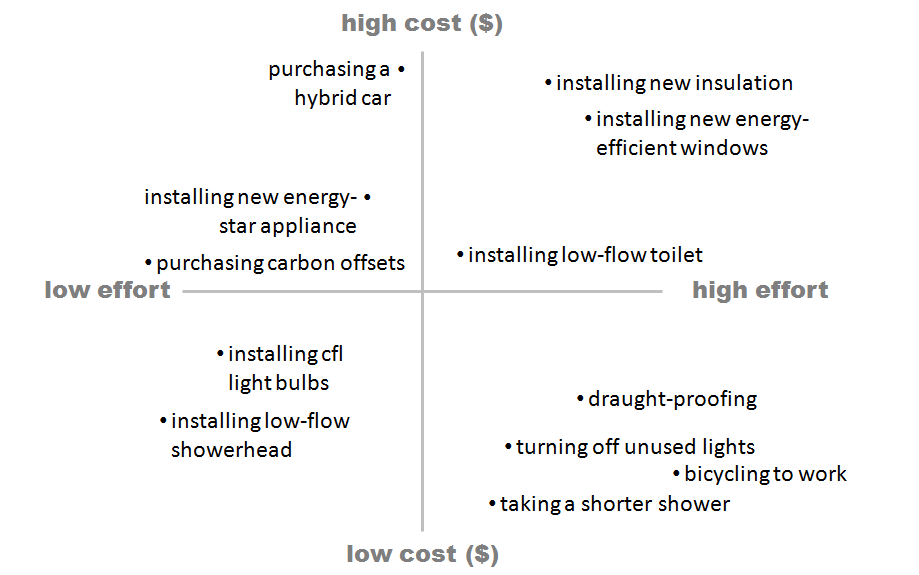 high cost ($)
purchasing a •
hybrid car
• installing new insulation
• installing new energy-
efficient windows
installing new energy- •
star appliance
• purchasing carbon offsets
• installing low-flow toilet
low effort
high effort
• installing cfl
light bulbs
• installing low-flow
showerhead
• draught-proofing
• turning off unused lights
• bicycling to work
• taking a shorter shower
low cost ($)